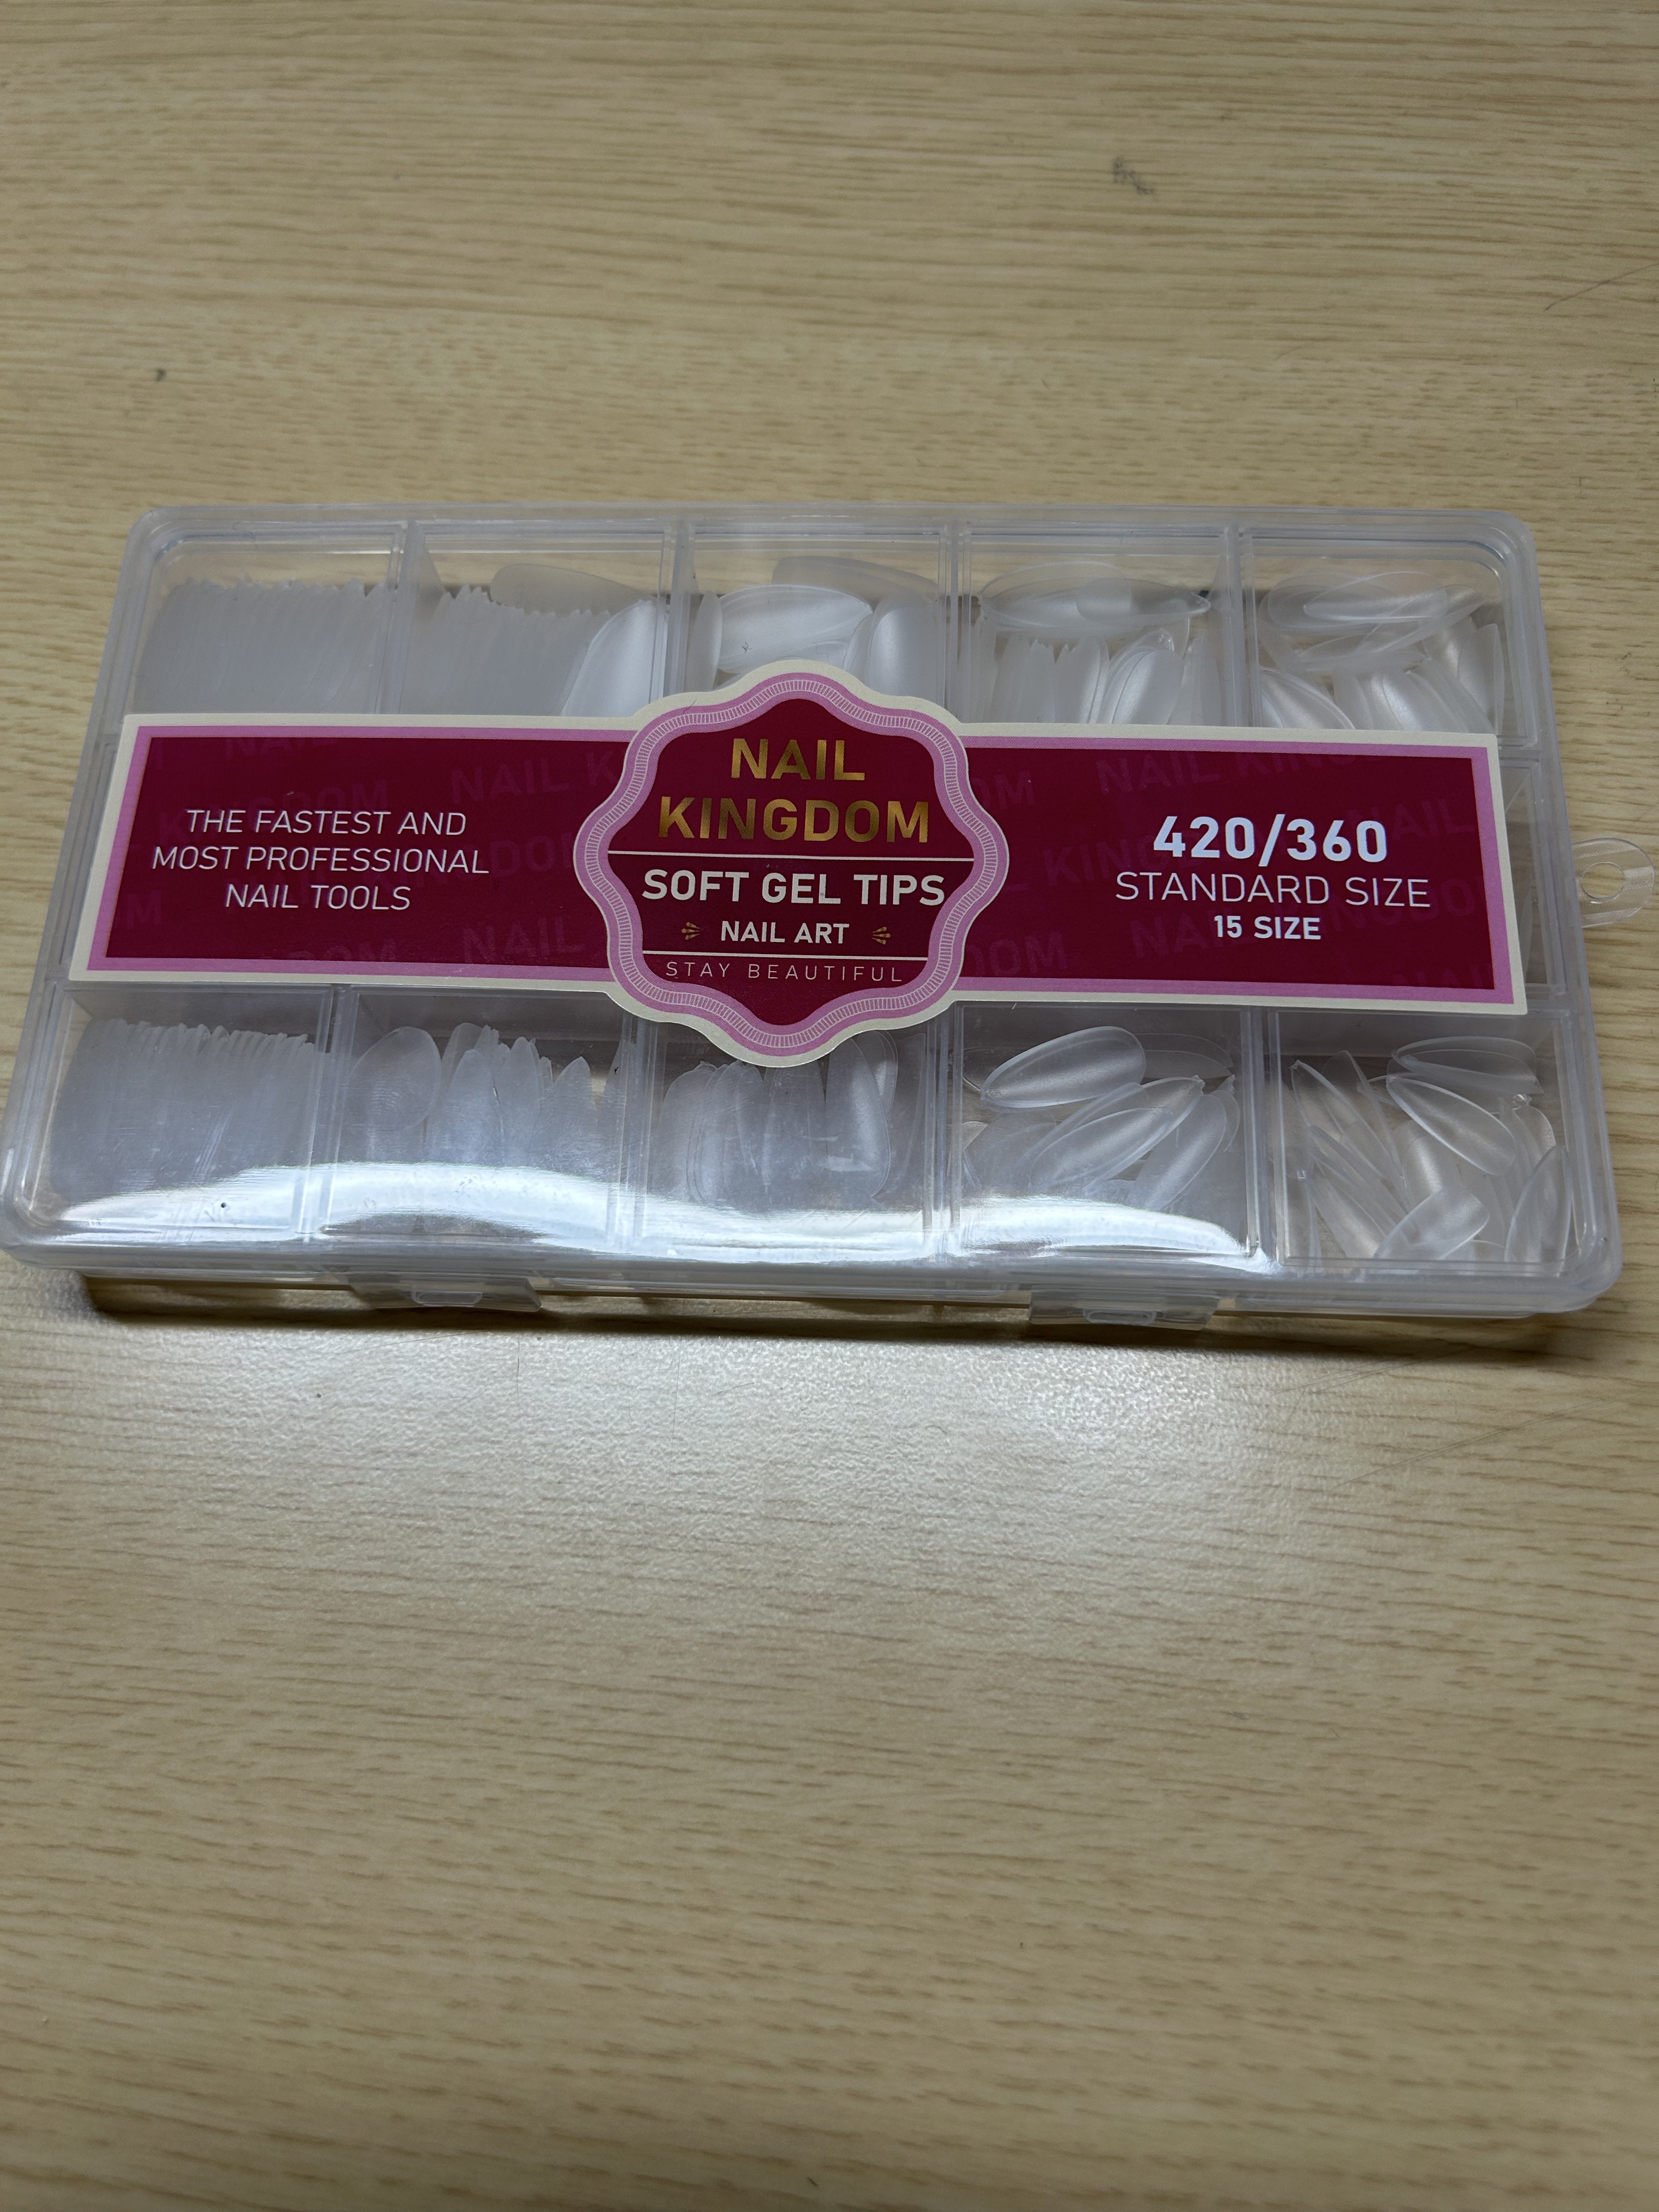 THE FASTEST AND
MOST PROFESSIONAL
NAIL TOOLS
NAIL
KINGDOM
SOFT GEL TIPS
NAIL ART
STAY BEAUTIFUL
420/360
STANDARD SIZE
15 SIZE